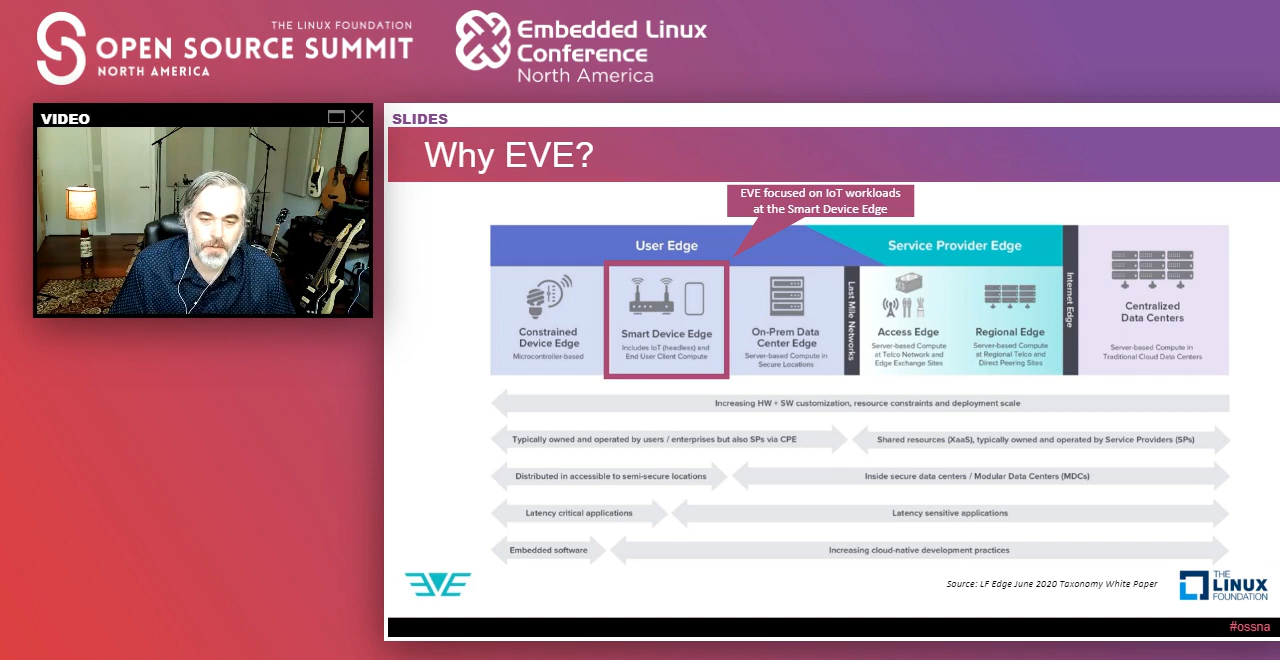 THE LINUX FOUNDATION
OPEN SOURCE SUMMIT
NORTH AMERICA
Embedded Linux
Conference
North America
VIDEO
SLIDES
Why EVE?
EVE focused on IoT workloads
at the Smart Device Edge
User Edge
Service Provider Edge
Constrained
Device Edge
Microcontroller-based
Smart Device Edge
Includes IoT (headless) and
End User Client Compute
On-Prem Data
Center Edge
Server-based Compute in
Secure Locations
Last Mile Networks
Access Edge
Server-based Compute
at Telco Network and
Edge Exchange Sites
Regional Edge
Server-based Compute
at Regional Telco and
Direct Peering Sites
Internet Edge
Centralized
Data Centers
Server-based Compute in
Traditional Cloud Data Centers
Increasing HW + SW customization, resource constraints and deployment scale
Typically owned and operated by users / enterprises but also SPs via CPE
Shared resources (XaaS), typically owned and operated by Service Providers (SPs)
Distributed in accessible to semi-secure locations
Inside secure data centers / Modular Data Centers (MDCs)
Latency critical applications
Latency sensitive applications
Embedded software
Increasing cloud-native development practices
EVE
Source: LF Edge June 2020 Taxonomy White Paper
THE
LINUX
FOUNDATION
#ossna